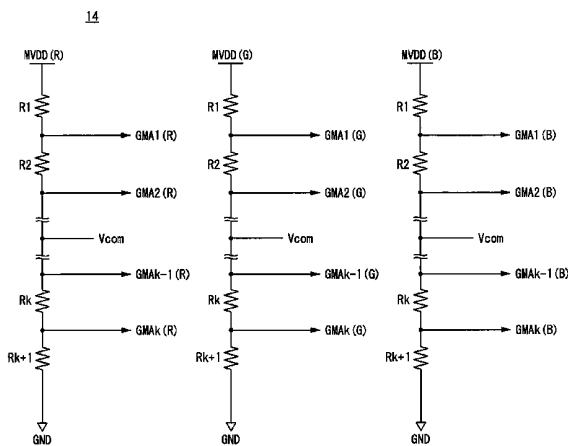 14
MVDD(R) MVDD(G) MVDD(B)
R1 R1 R1
GMA1(R) GMA1(G) GMA1(B)
R2 R2 R2
GMA2(R) GMA2(G) GMA2(B)
Vcom Vcom Vcom
GMAk-1(R) GMAk-1(G) GMAk-1(B)
Rk Rk Rk
GMAk(R) GMAk(G) GMAk(B)
Rk+1 Rk+1 Rk+1
GND GND GND